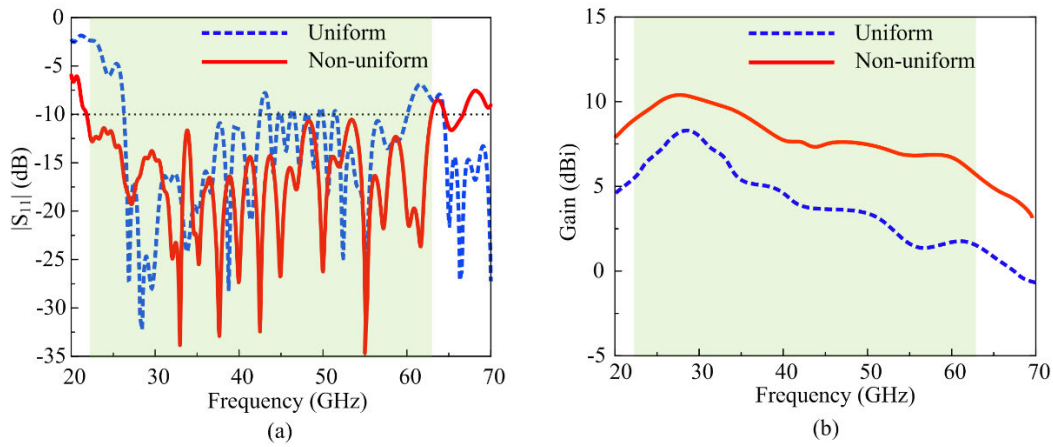 0
-5
-10
-15
-20
-25
-30
-35
|S11| (dB)
Uniform
Non-uniform
20 30 40 50 60 70
Frequency (GHz)
(a)
15
10
5
0
-5
Gain (dBi)
Uniform
Non-uniform
20 30 40 50 60 70
Frequency (GHz)
(b)